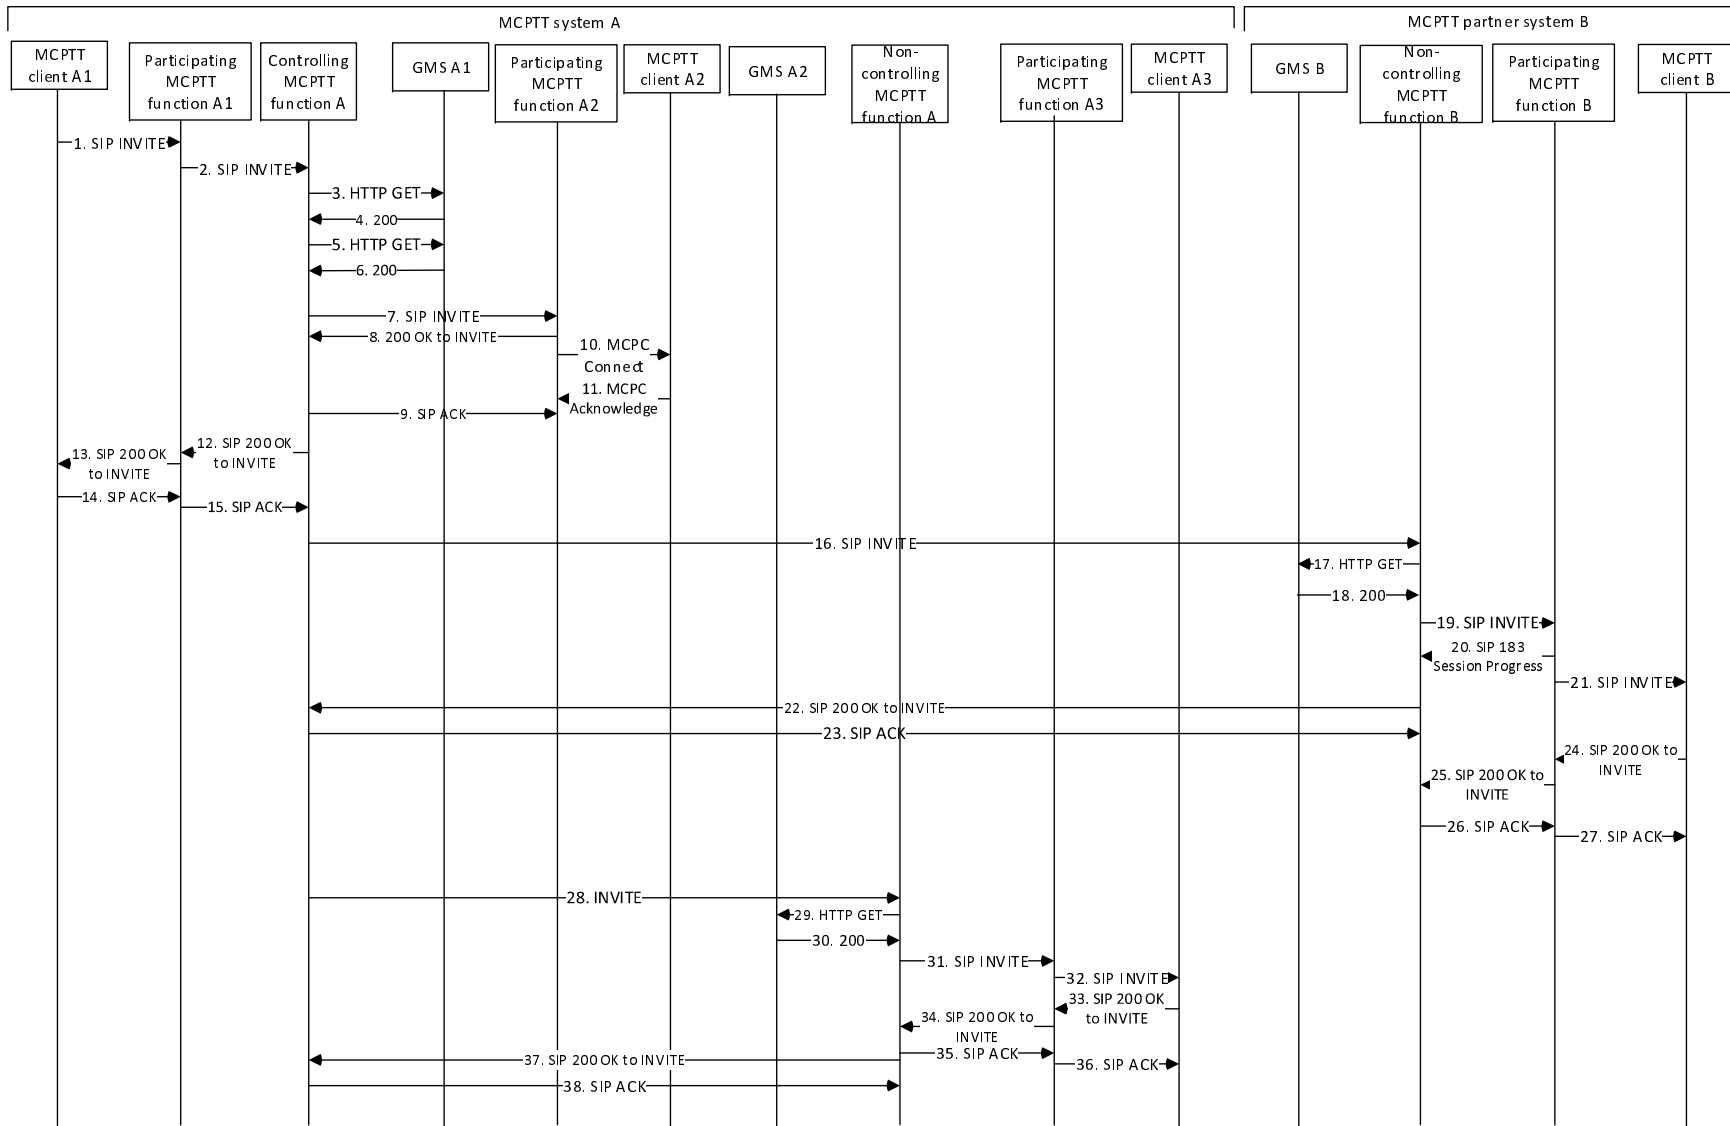 MCPTT system A
MCPTT partner system B
MCPTT
client A1
Participating
MCPTT
function A1
Controlling
MCPTT
function A
GMS A1
Participating
MCPTT
function A2
MCPTT
client A2
GMS A2
Non-
controlling
MCPTT
function A
Participating
MCPTT
function A3
MCPTT
client A3
GMS B
Non-
controlling
MCPTT
function B
Participating
MCPTT
function B
MCPTT
client B
1. SIP INVITE
2. SIP INVITE
3. HTTP GET
4. 200
5. HTTP GET
6. 200
7. SIP INVITE
8. 200 OK to INVITE
10. MCPC
Connect
11. MCPC
Acknowledge
9. SIP ACK
12. SIP 200 OK
to INVITE
13. SIP 200 OK
to INVITE
14. SIP ACK
15. SIP ACK
16. SIP INVITE
17. HTTP GET
18. 200
19. SIP INVITE
20. SIP 183
Session Progress
21. SIP INVITE
22. SIP 200 OK to INVITE
23. SIP ACK
24. SIP 200 OK to
INVITE
25. SIP 200 OK to
INVITE
26. SIP ACK
27. SIP ACK
28. INVITE
29. HTTP GET
30. 200
31. SIP INVITE
32. SIP INVITE
33. SIP 200 OK
to INVITE
34. SIP 200 OK to
INVITE
35. SIP ACK
37. SIP 200 OK to INVITE
36. SIP ACK
38. SIP ACK